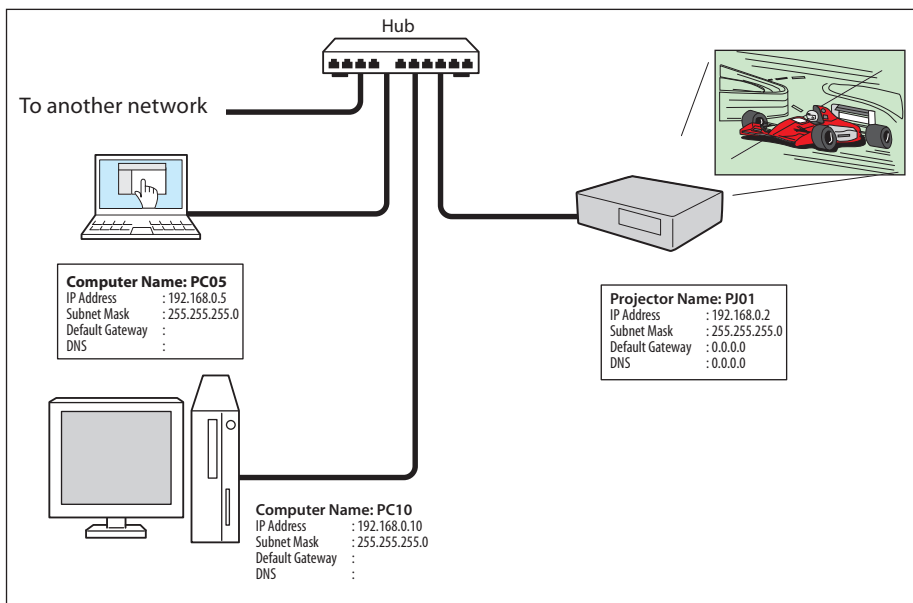 Hub
To another network
Computer Name: PC05
IP Address : 192.168.0.5
Subnet Mask : 255.255.255.0
Default Gateway :
DNS :
Projector Name: PJ01
IP Address : 192.168.0.2
Subnet Mask : 255.255.255.0
Default Gateway : 0.0.0.0
DNS : 0.0.0.0
Computer Name: PC10
IP Address : 192.168.0.10
Subnet Mask : 255.255.255.0
Default Gateway :
DNS :